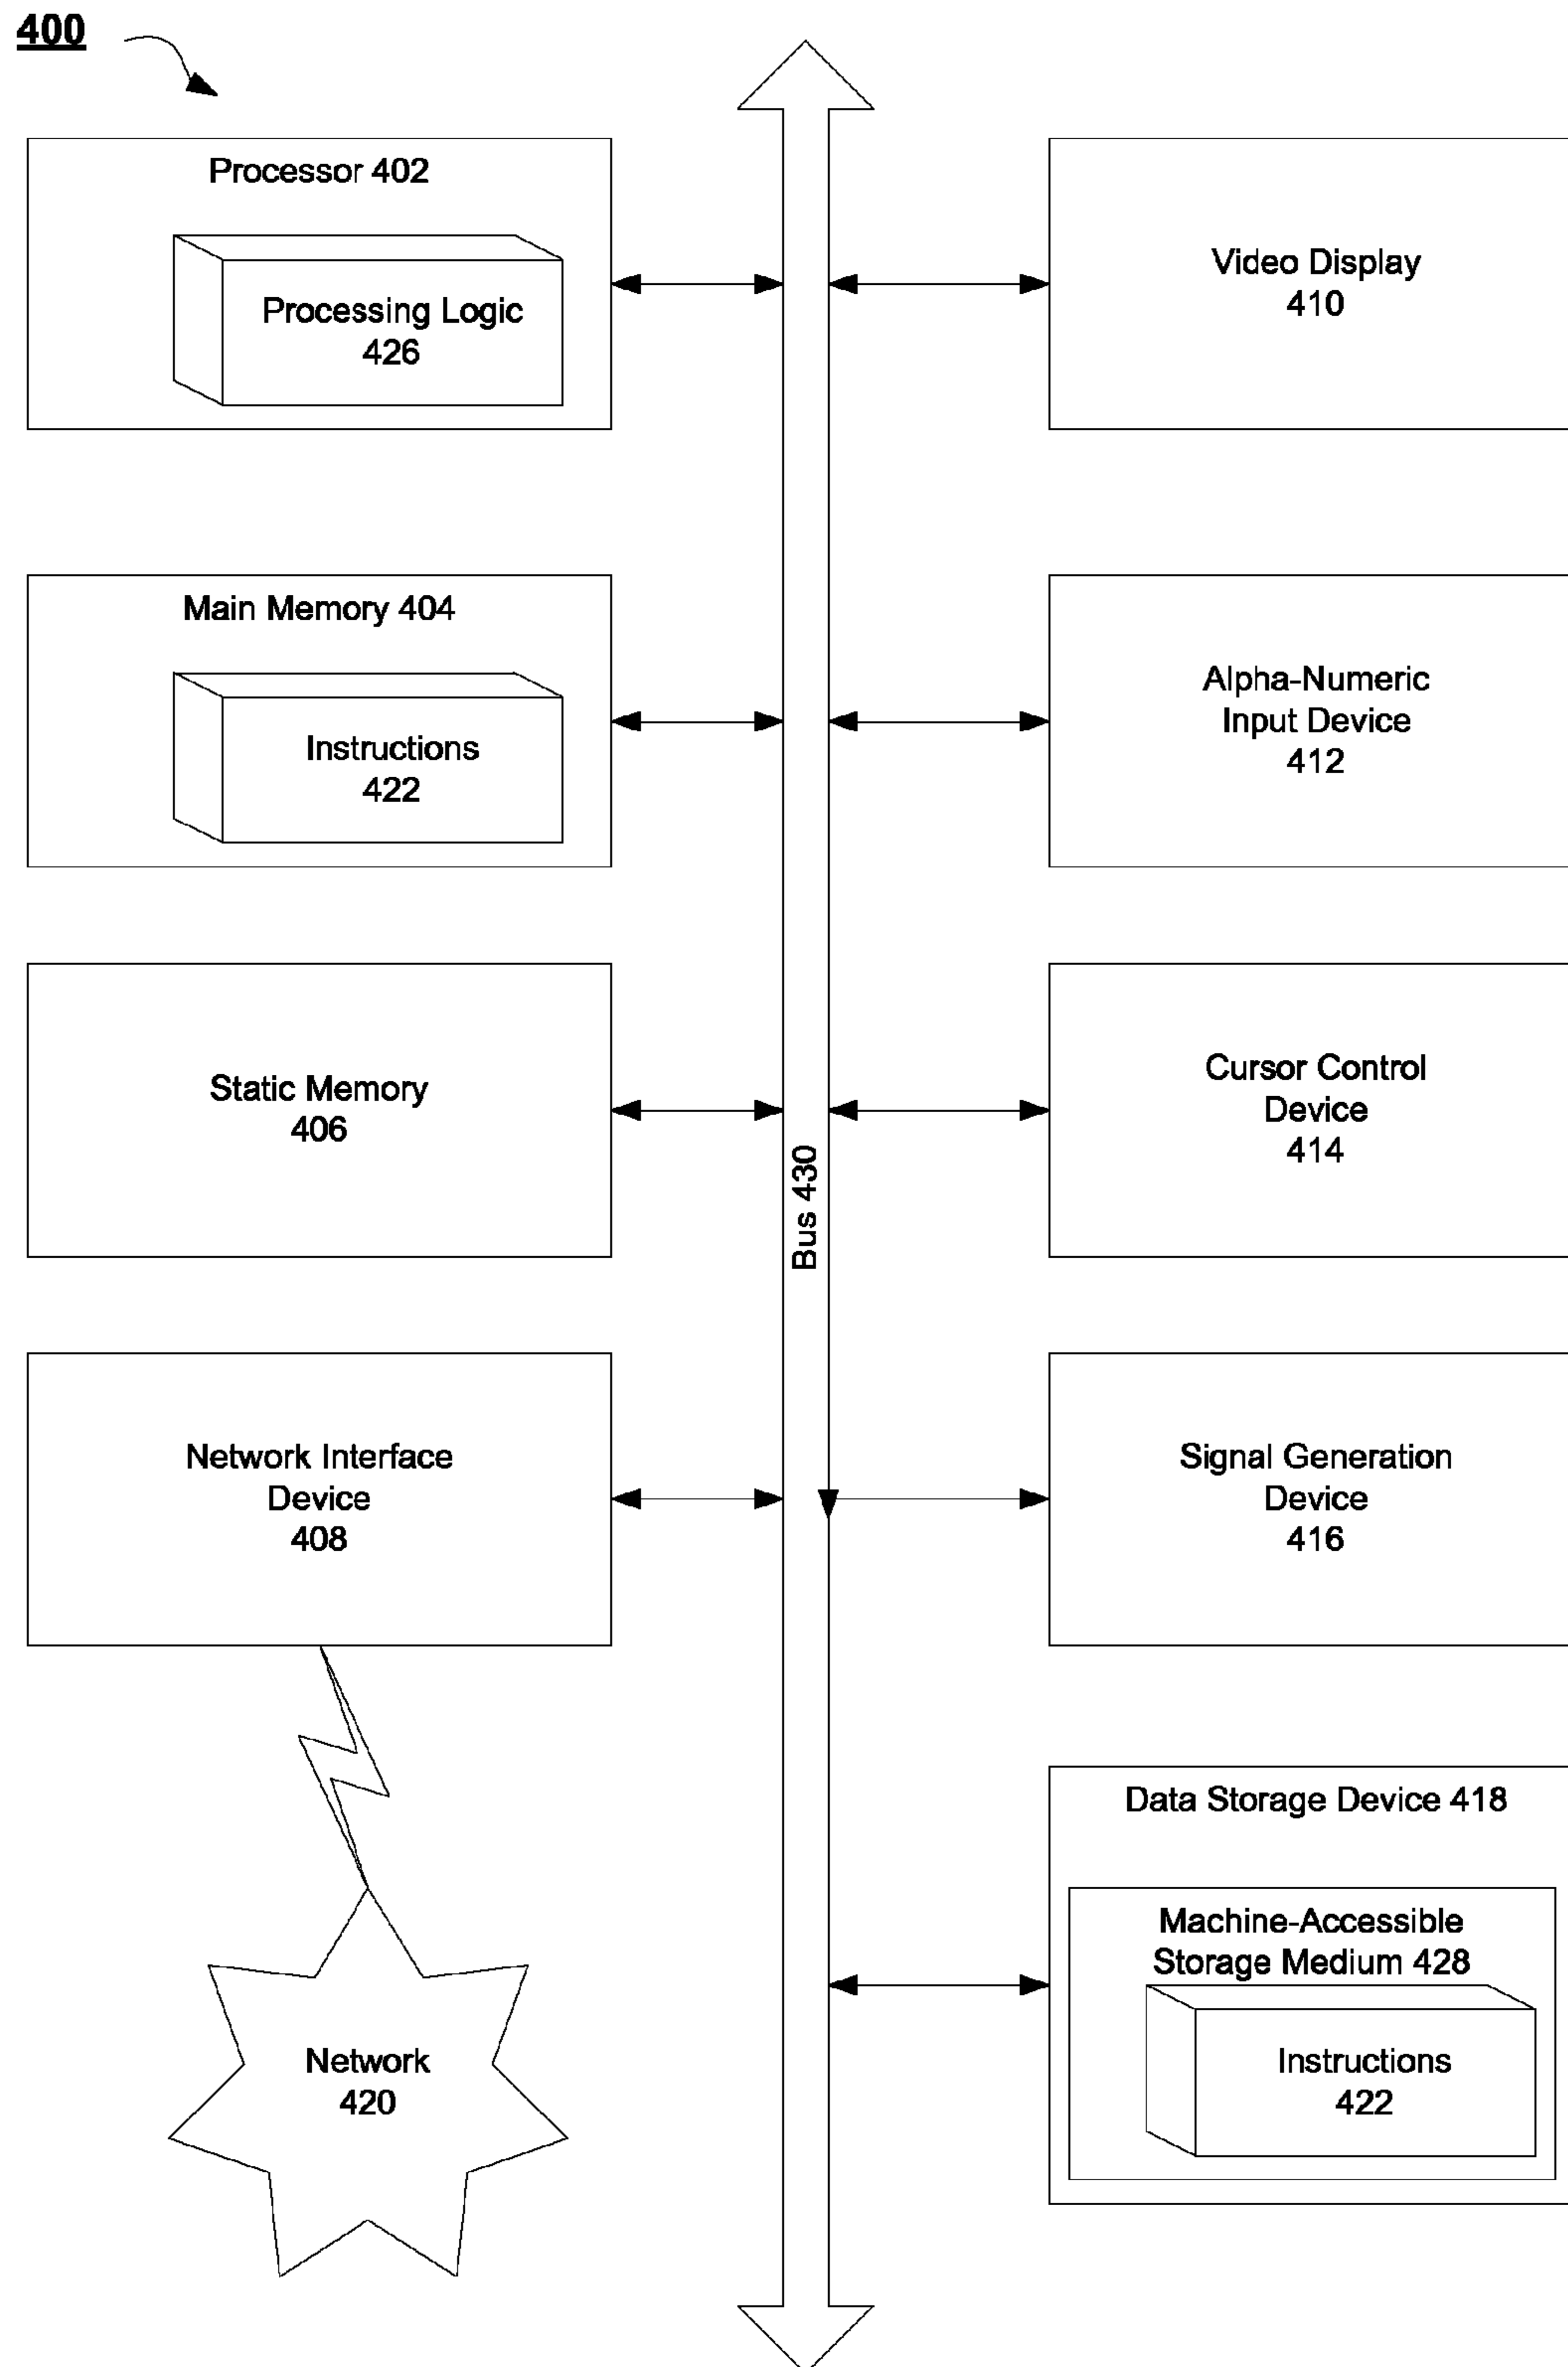 400
Processor 402
Processing Logic
426
Video Display
410
Main Memory 404
Instructions
422
Alpha-Numeric
Input Device
412
Static Memory
406
Cursor Control
Device
414
Bus 430
Network Interface
Device
408
Signal Generation
Device
416
Data Storage Device 418
Machine-Accessible
Storage Medium 428
Instructions
422
Network
420